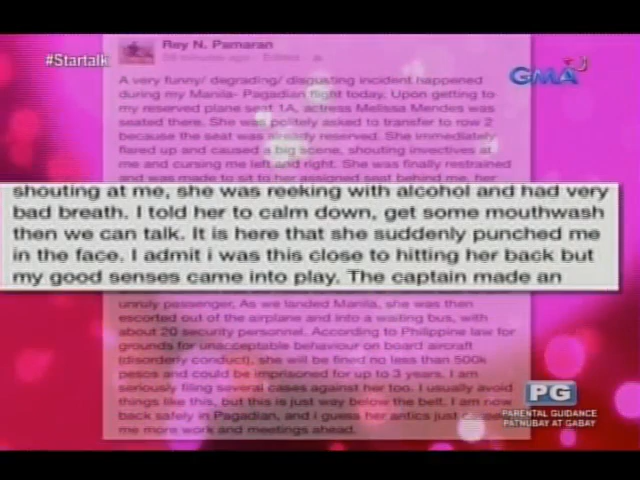 #Startalk
Rey N. Pamaran
GMA
A very funny/ degrading/ disgusting incident happened
during my Manila- Pagadian flight today. Upon getting to
my reserved plane seat 1A, actress Melissa Mendes was
seated there. She was politely asked to transfer to row 2
because the seat was already reserved. She immediately
flared up and caused a big scene, shouting invectives at
me and cursing me left and right. She was finally restrained
and was made to sit to her assigned seat behind me, her
shouting at me, she was reeking with alcohol and had very
bad breath. I told her to calm down, get some mouthwash
then we can talk. It is here that she suddenly punched me
in the face. I admit i was this close to hitting her back but
my good senses came into play. The captain made an
unruly passenger. As we landed Manila, she was then
escorted out of the airplane and into a waiting bus, with
about 20 security personnel. According to Philippine law for
grounds for unacceptable behaviour on board aircraft
(disorderly conduct), she will be fined no less than 500k
pesos and could be imprisoned for up to 3 years. I am
seriously filing several cases against her too. I usually avoid
things like this, but this is just way below the belt. I am now
back safely in Pagadian, and i guess her antics just
me more work and meetings ahead.
PG
PARENTAL GUIDANCE
PATNUBAY AT GABAY